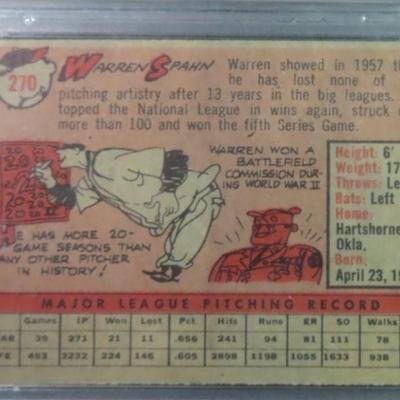 270
WARREN SPAHN
Warren showed in 1957 th
he has lost none of
pitching artistry after 13 years in the big leagues.
topped the National League in wins again, struck o
more than 100 and won the fifth Series Game.
WARREN WON A
BATTLEFIELD
COMMISSION DUR-
ING WORLD WAR II
HE HAS MORE 20-
GAME SEASONS THAN
ANY OTHER PITCHER
IN HISTORY!
Height: 6'
Weight: 17
Throws: Le
Bats: Left
Home:
Hartshorne
Okla.
Born:
April 23, 19
MAJOR LEAGUE PITCHING RECORD
Games IP Won Lost Pct. Hits Runs ER SO Walks
AR 39 271 21 11 .656 241 94 81 111 78
FE 453 3232 224 146 .605 2898 1198 1055 1633 938